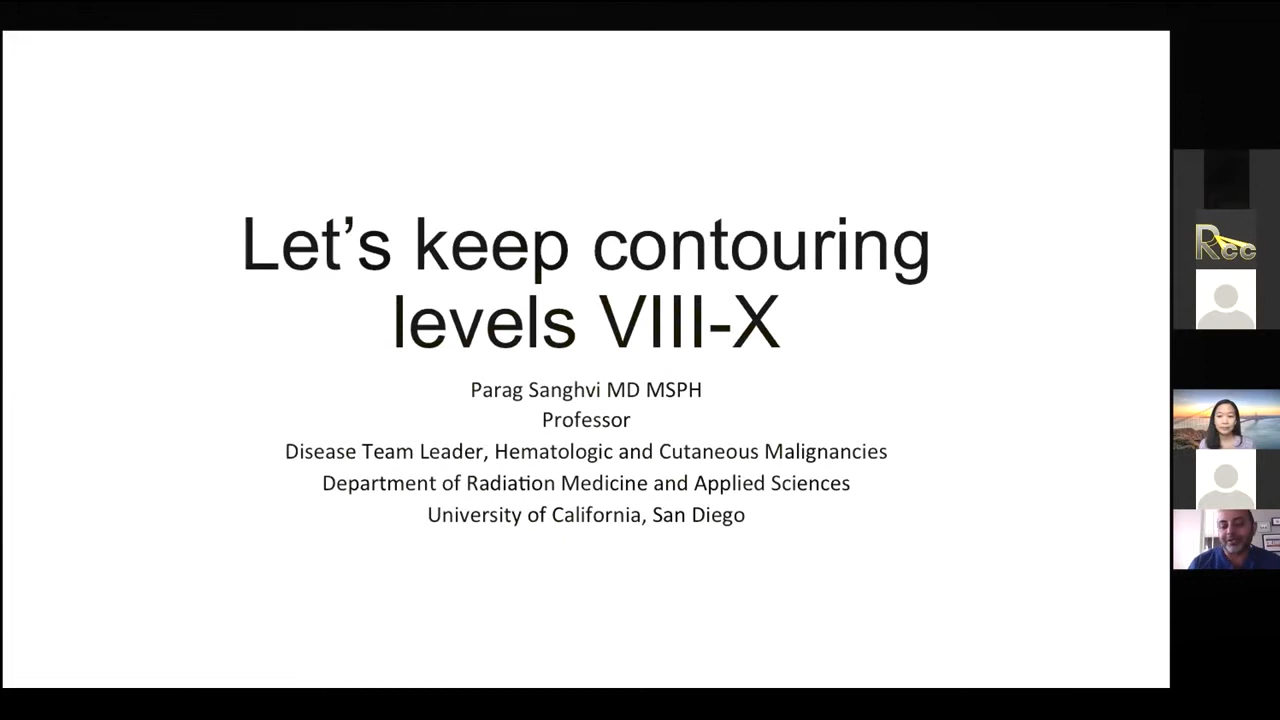 Let’s keep contouring
levels VIII-X
Parag Sanghvi MD MSPH
Professor
Disease Team Leader, Hematologic and Cutaneous Malignancies
Department of Radiation Medicine and Applied Sciences
University of California, San Diego
Rcc